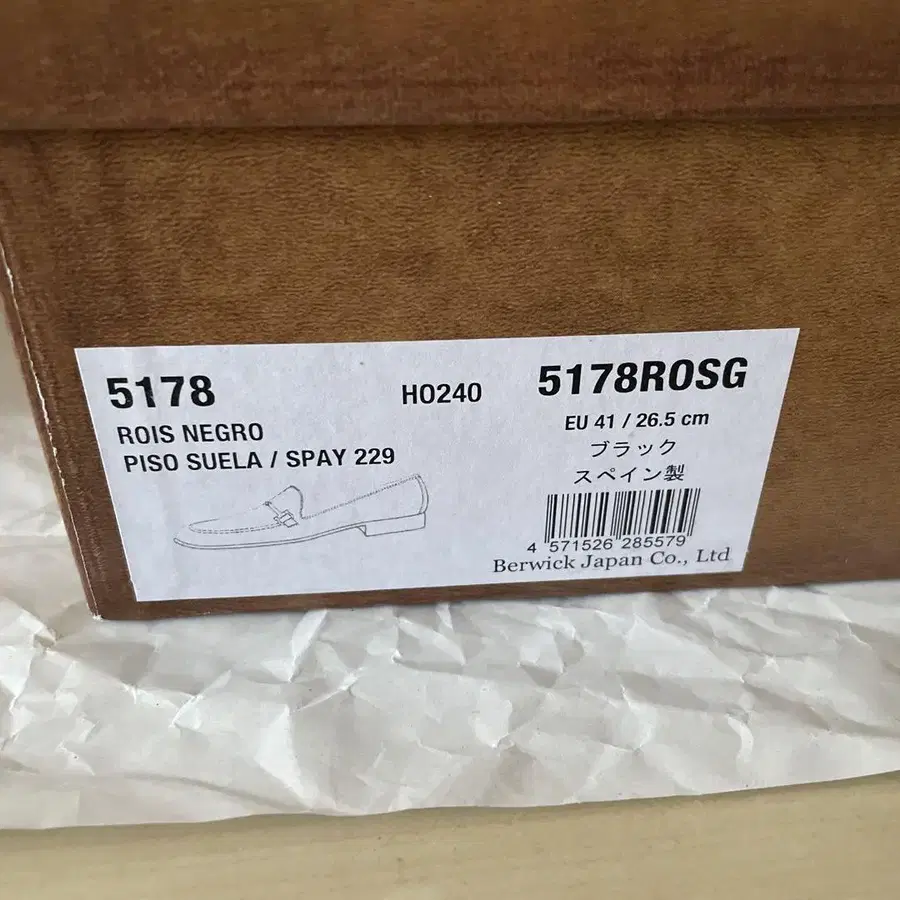 5178
HO240
5178ROSG
ROIS NEGRO
EU 41 / 26.5 cm
PISO SUELA / SPAY 229
ブラック
スペイン製
4 571526 285579
Berwick Japan Co., Ltd